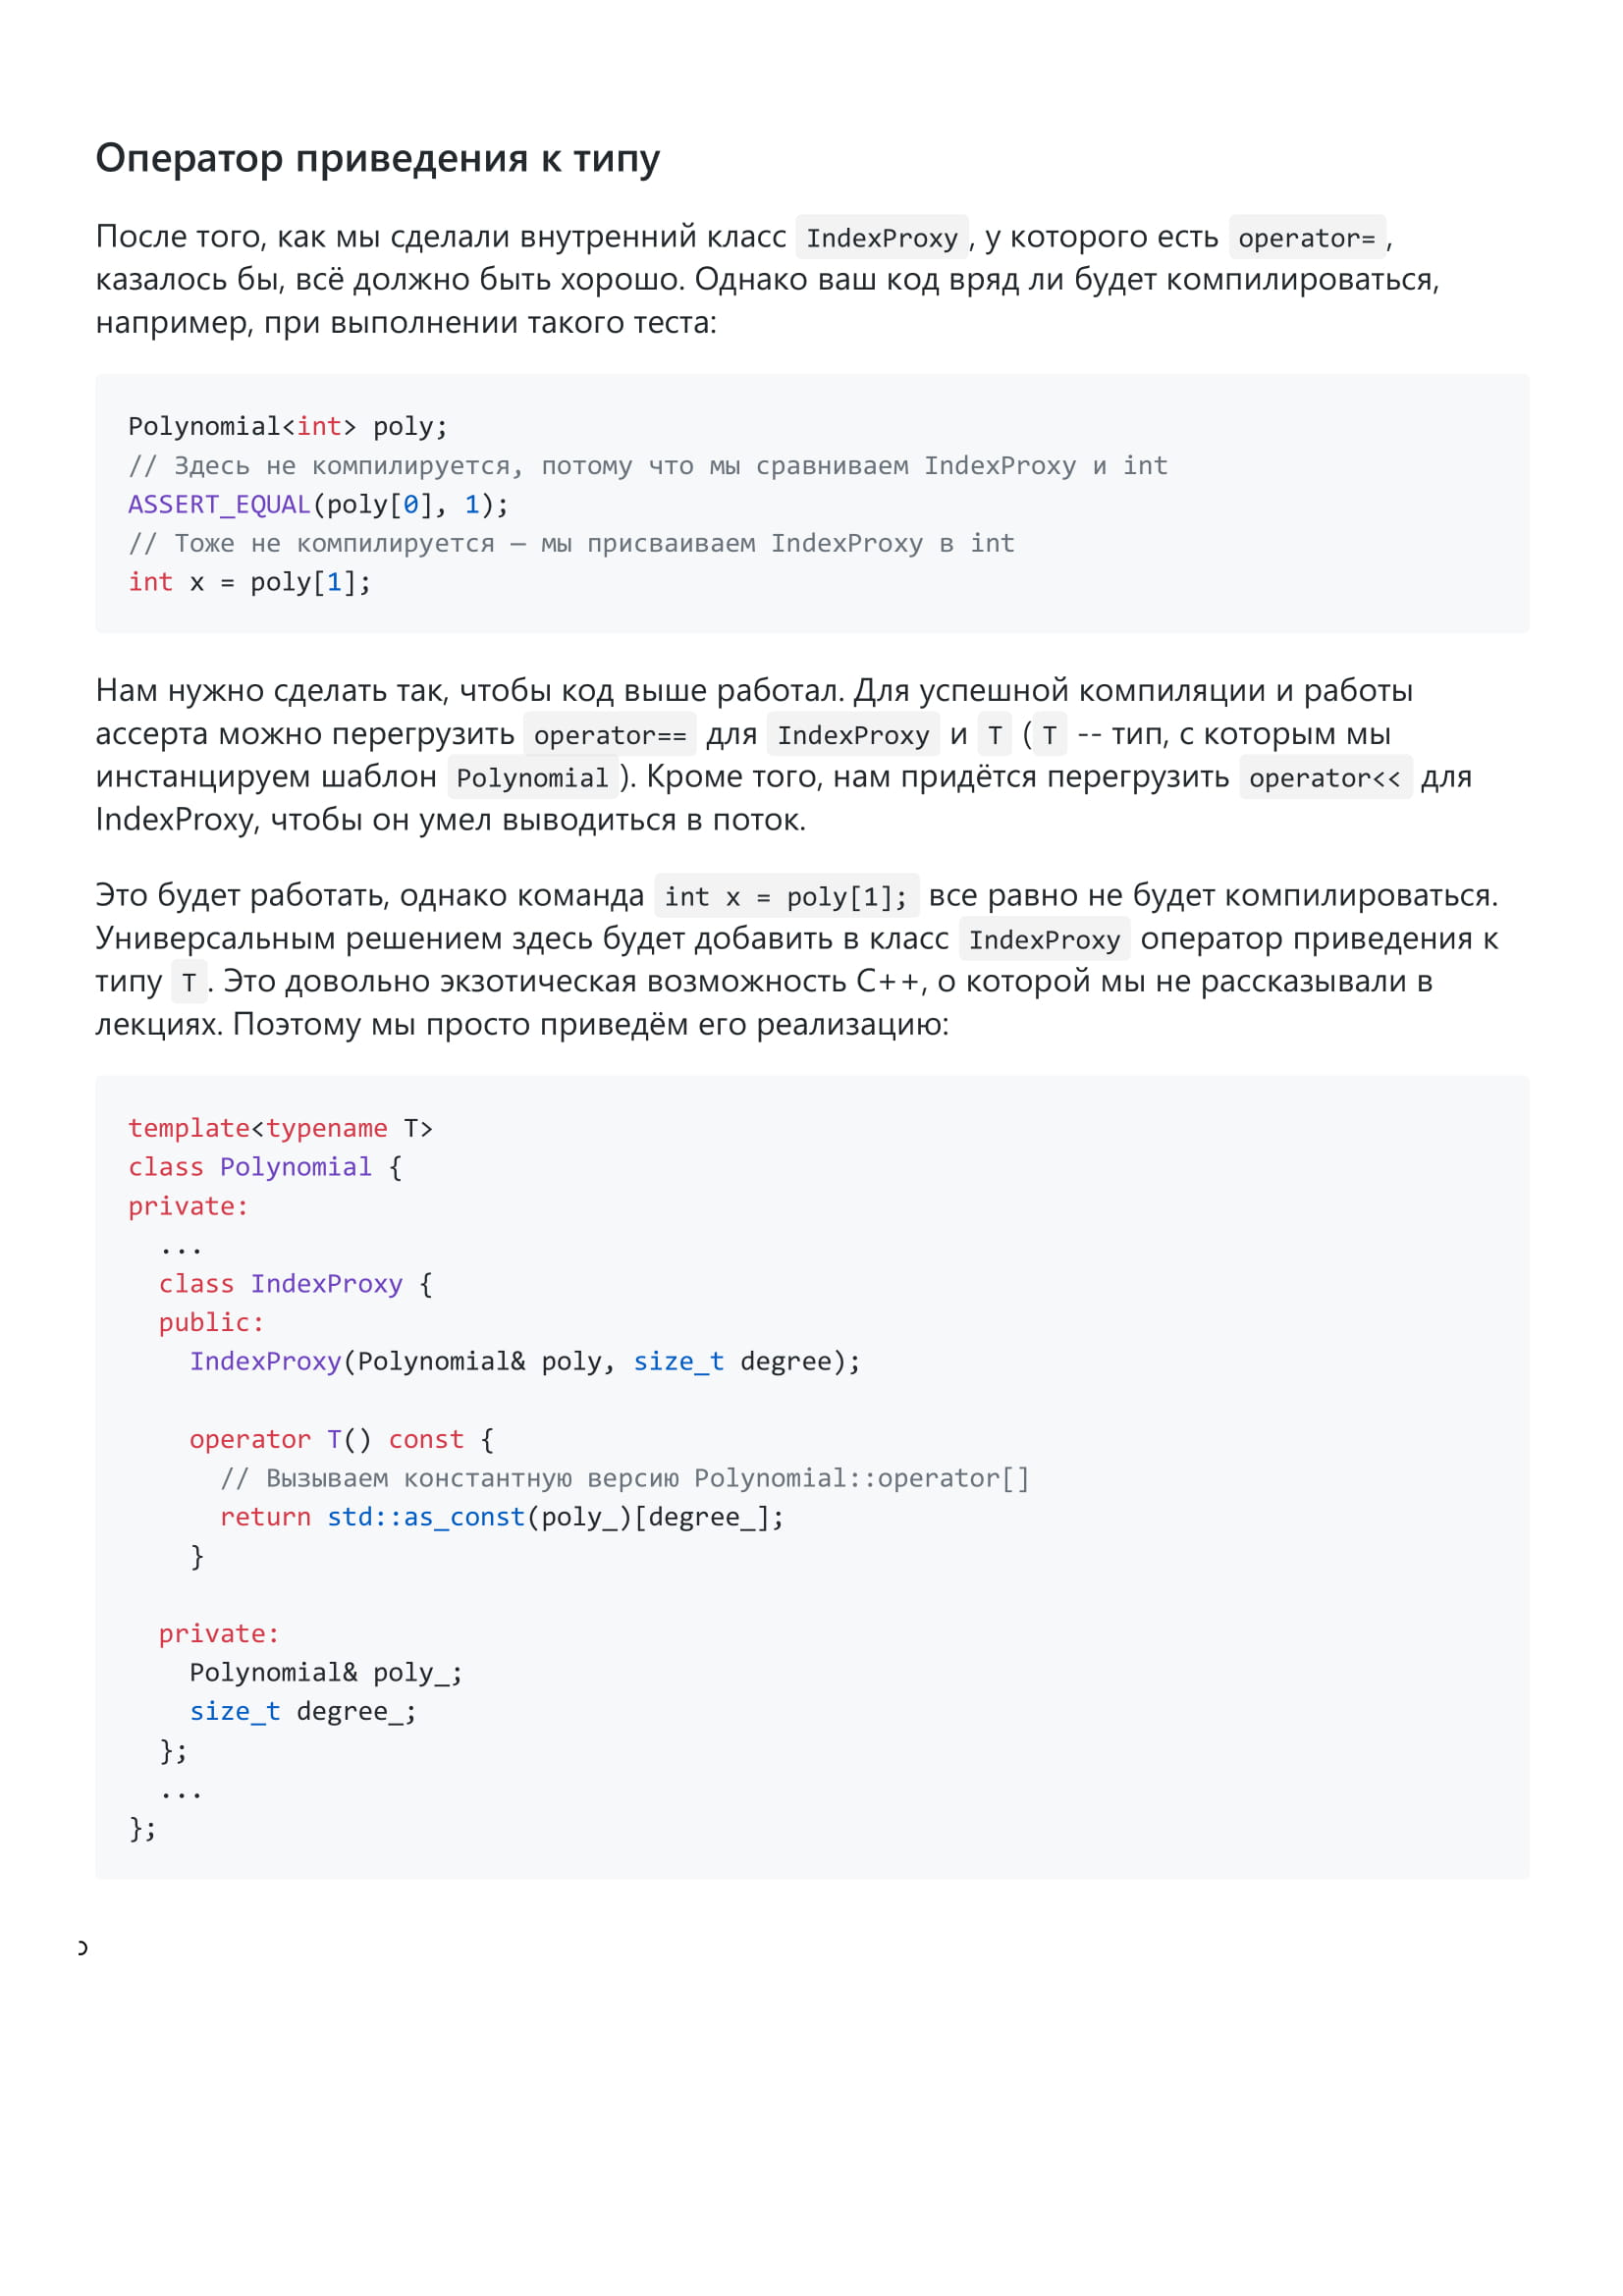 Оператор приведения к типу
После того, как мы сделали внутренний класс IndexProxy, у которого есть operator=,
казалось бы, всё должно быть хорошо. Однако ваш код вряд ли будет компилироваться,
например, при выполнении такого теста:
Polynomial<int> poly;
// Здесь не компилируется, потому что мы сравниваем IndexProxy и int
ASSERT_EQUAL(poly[0], 1);
// Тоже не компилируется — мы присваиваем IndexProxy в int
int x = poly[1];
Нам нужно сделать так, чтобы код выше работал. Для успешной компиляции и работы
ассерта можно перегрузить operator== для IndexProxy и T (T -- тип, с которым мы
инстанцируем шаблон Polynomial). Кроме того, нам придётся перегрузить operator<< для
IndexProxy, чтобы он умел выводиться в поток.
Это будет работать, однако команда int x = poly[1]; все равно не будет компилироваться.
Универсальным решением здесь будет добавить в класс IndexProxy оператор приведения к
типу T. Это довольно экзотическая возможность С++, о которой мы не рассказывали в
лекциях. Поэтому мы просто приведём его реализацию:
template<typename T>
class Polynomial {
private:
  ...
  class IndexProxy {
  public:
    IndexProxy(Polynomial& poly, size_t degree);
    operator T() const {
      // Вызываем константную версию Polynomial::operator[]
      return std::as_const(poly_)[degree_];
    }
  private:
    Polynomial& poly_;
    size_t degree_;
  };
  ...
};